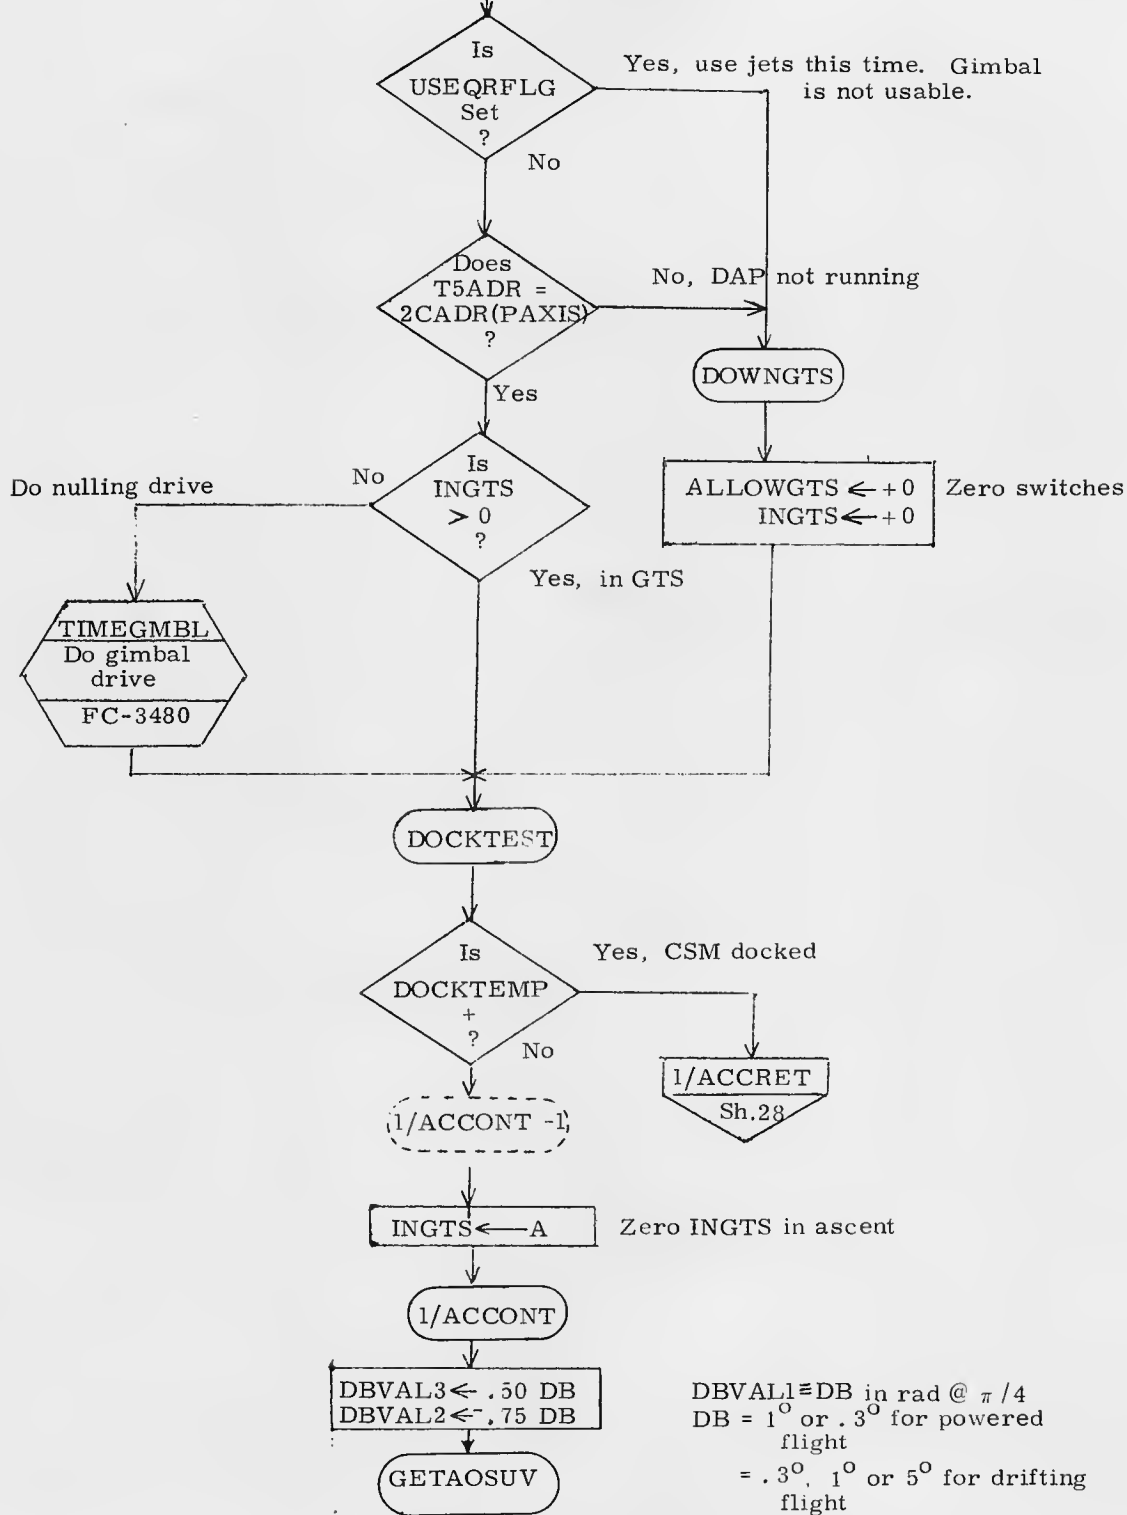 Is
USEQRFLG
Set
?
Yes, use jets this time. Gimbal
is not usable.
No
Does
T5ADR =
2CADR(PAXIS)
?
No, DAP not running
Yes
DOWNGTS
Is
INGTS
> 0
?
No
Do nulling drive
Yes, in GTS
ALLOWGTS ← +0
INGTS ← +0
Zero switches
TIMEGMBL
Do gimbal
drive
FC-3480
DOCKTEST
Is
DOCKTEMP
+
?
Yes, CSM docked
No
1/ACCRET
Sh.28
1/ACCONT -1
INGTS ← A
Zero INGTS in ascent
1/ACCONT
DBVAL3 ← .50 DB
DBVAL2 ← .75 DB
GETAOSUV
DBVAL1≡DB in rad @ π/4
DB = 1° or .3° for powered
flight
= .3°, 1° or 5° for drifting
flight